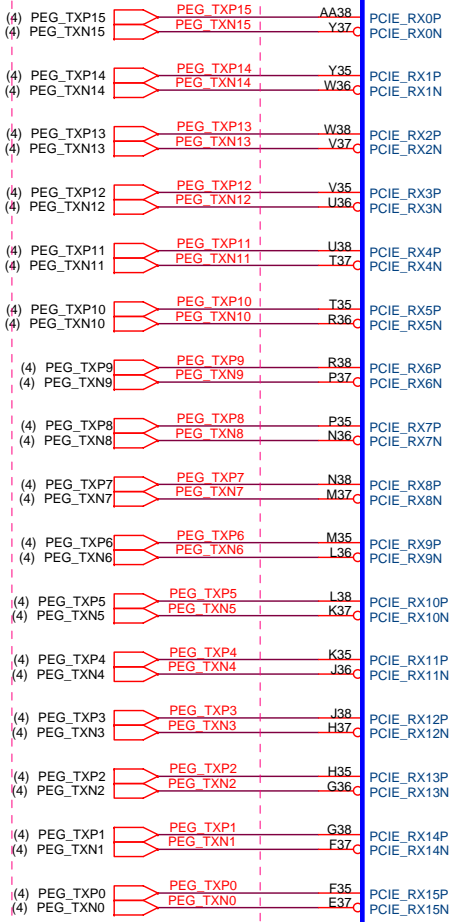 (4) PEG_TXP15 PEG_TXP15 AA38 PCIE_RX0P
(4) PEG_TXN15 PEG_TXN15 Y37 PCIE_RX0N
(4) PEG_TXP14 PEG_TXP14 Y35 PCIE_RX1P
(4) PEG_TXN14 PEG_TXN14 W36 PCIE_RX1N
(4) PEG_TXP13 PEG_TXP13 W38 PCIE_RX2P
(4) PEG_TXN13 PEG_TXN13 V37 PCIE_RX2N
(4) PEG_TXP12 PEG_TXP12 V35 PCIE_RX3P
(4) PEG_TXN12 PEG_TXN12 U36 PCIE_RX3N
(4) PEG_TXP11 PEG_TXP11 U38 PCIE_RX4P
(4) PEG_TXN11 PEG_TXN11 T37 PCIE_RX4N
(4) PEG_TXP10 PEG_TXP10 T35 PCIE_RX5P
(4) PEG_TXN10 PEG_TXN10 R36 PCIE_RX5N
(4) PEG_TXP9 PEG_TXP9 R38 PCIE_RX6P
(4) PEG_TXN9 PEG_TXN9 P37 PCIE_RX6N
(4) PEG_TXP8 PEG_TXP8 P35 PCIE_RX7P
(4) PEG_TXN8 PEG_TXN8 N36 PCIE_RX7N
(4) PEG_TXP7 PEG_TXP7 N38 PCIE_RX8P
(4) PEG_TXN7 PEG_TXN7 M37 PCIE_RX8N
(4) PEG_TXP6 PEG_TXP6 M35 PCIE_RX9P
(4) PEG_TXN6 PEG_TXN6 L36 PCIE_RX9N
(4) PEG_TXP5 PEG_TXP5 L38 PCIE_RX10P
(4) PEG_TXN5 PEG_TXN5 K37 PCIE_RX10N
(4) PEG_TXP4 PEG_TXP4 K35 PCIE_RX11P
(4) PEG_TXN4 PEG_TXN4 J36 PCIE_RX11N
(4) PEG_TXP3 PEG_TXP3 J38 PCIE_RX12P
(4) PEG_TXN3 PEG_TXN3 H37 PCIE_RX12N
(4) PEG_TXP2 PEG_TXP2 H35 PCIE_RX13P
(4) PEG_TXN2 PEG_TXN2 G36 PCIE_RX13N
(4) PEG_TXP1 PEG_TXP1 G38 PCIE_RX14P
(4) PEG_TXN1 PEG_TXN1 F37 PCIE_RX14N
(4) PEG_TXP0 PEG_TXP0 F35 PCIE_RX15P
(4) PEG_TXN0 PEG_TXN0 E37 PCIE_RX15N